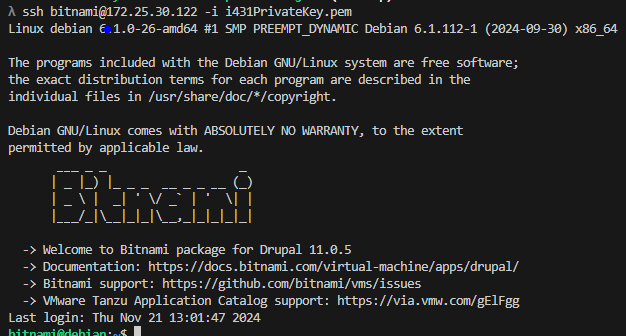 λ ssh bitnami@172.25.30.122 -i i431PrivateKey.pem
Linux debian 6.1.0-26-amd64 #1 SMP PREEMPT_DYNAMIC Debian 6.1.112-1 (2024-09-30) x86_64
The programs included with the Debian GNU/Linux system are free software;
the exact distribution terms for each program are described in the
individual files in /usr/share/doc/*/copyright.
Debian GNU/Linux comes with ABSOLUTELY NO WARRANTY, to the extent
permitted by applicable law.
Bitnami
-> Welcome to Bitnami package for Drupal 11.0.5
-> Documentation: https://docs.bitnami.com/virtual-machine/apps/drupal/
-> Bitnami support: https://github.com/bitnami/vms/issues
-> VMware Tanzu Application Catalog support: https://via.vmw.com/gElFgg
Last login: Thu Nov 21 13:01:47 2024
bitnami@debian:~$